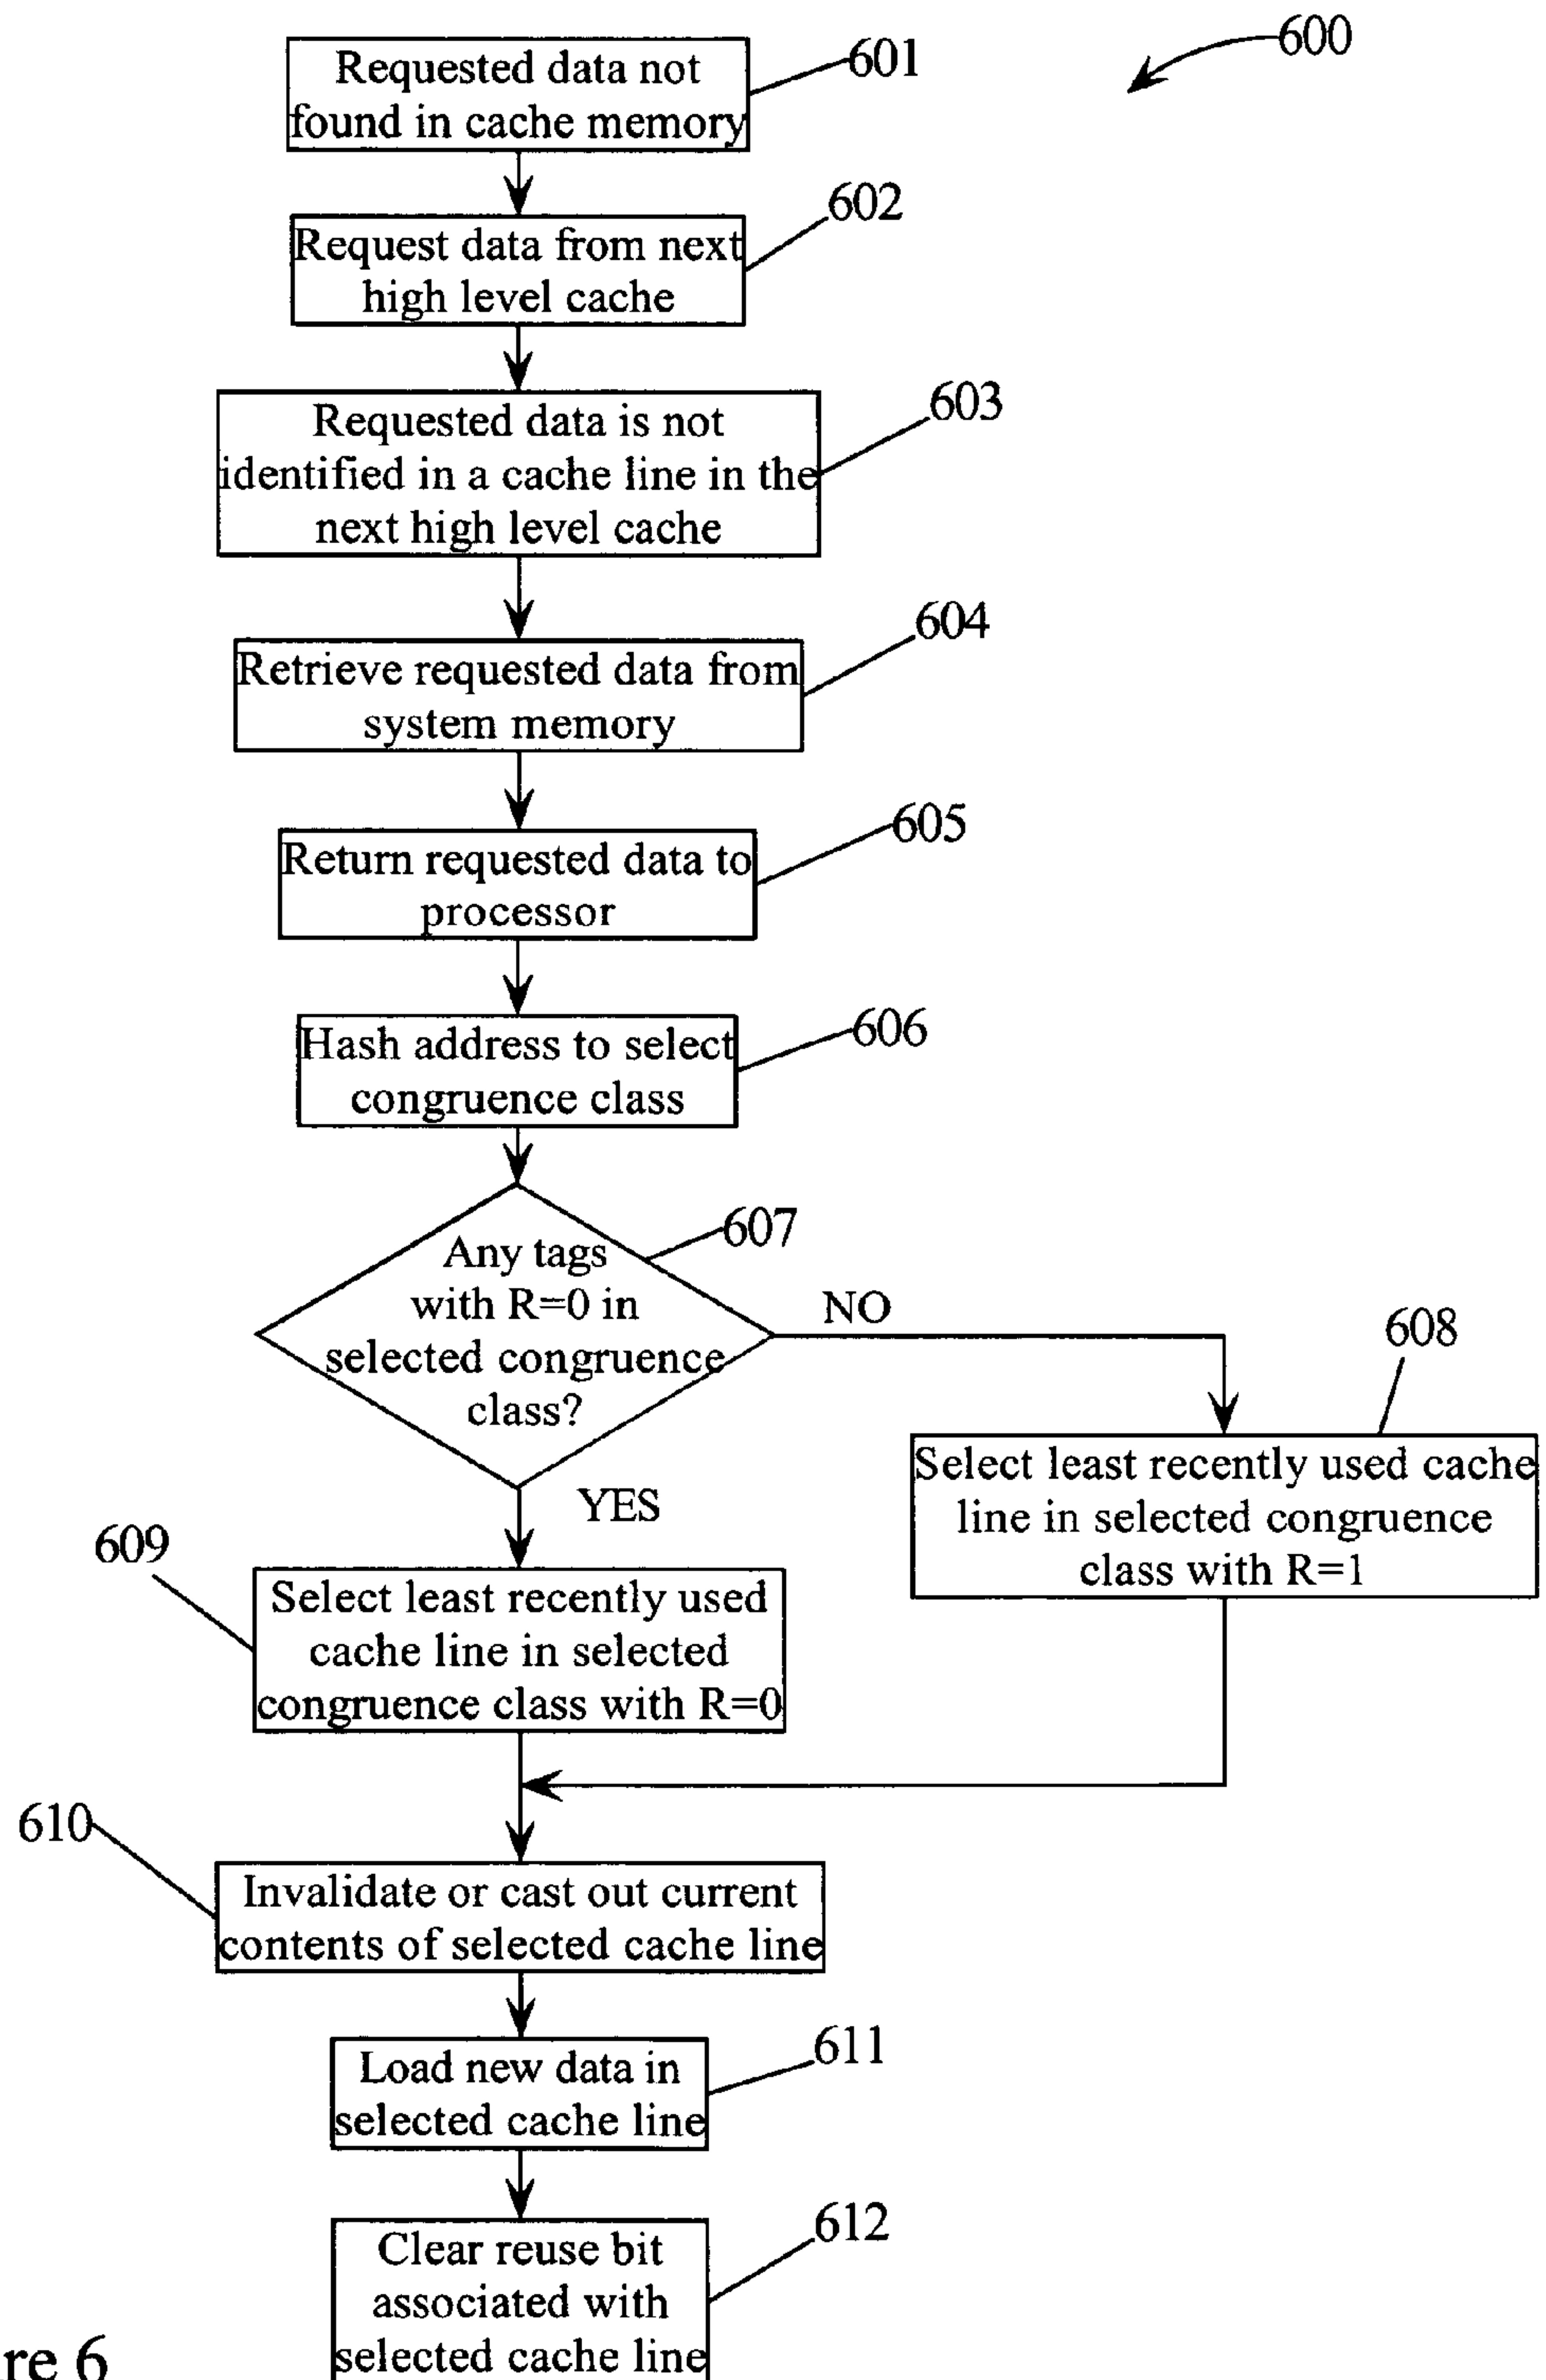 600
Requested data not
found in cache memory
601
Request data from next
high level cache
602
Requested data is not
identified in a cache line in the
next high level cache
603
Retrieve requested data from
system memory
604
Return requested data to
processor
605
Hash address to select
congruence class
606
Any tags
with R=0 in
selected congruence
class?
607
NO
YES
608
Select least recently used cache
line in selected congruence
class with R=1
609
Select least recently used
cache line in selected
congruence class with R=0
610
Invalidate or cast out current
contents of selected cache line
Load new data in
selected cache line
611
Clear reuse bit
associated with
selected cache line
612
re 6